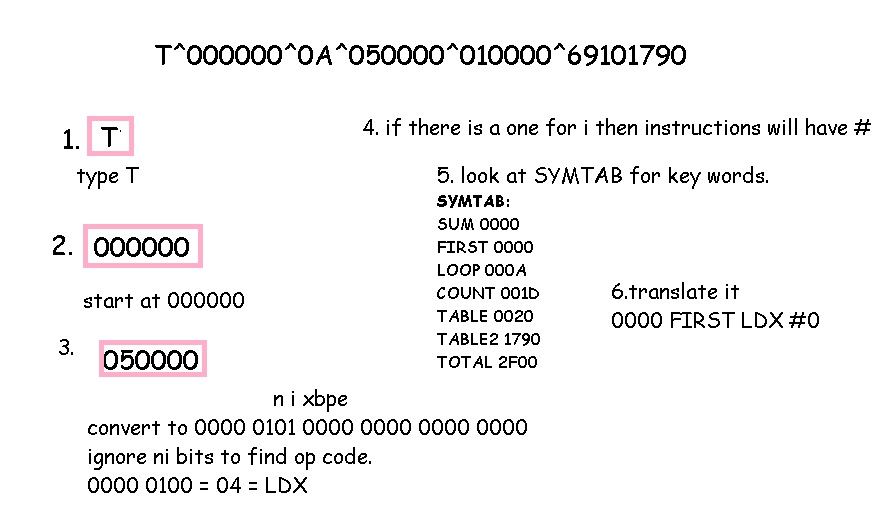 T^000000^0A^050000^010000^69101790
1. T
type T
2. 000000
start at 000000
3. 050000
n i xbpe
convert to 0000 0101 0000 0000 0000 0000
ignore ni bits to find op code.
0000 0100 = 04 = LDX
4. if there is a one for i then instructions will have #
5. look at SYMTAB for key words.
SYMTAB:
SUM 0000
FIRST 0000
LOOP 000A
COUNT 001D
TABLE 0020
TABLE2 1790
TOTAL 2F00
6.translate it
0000 FIRST LDX #0